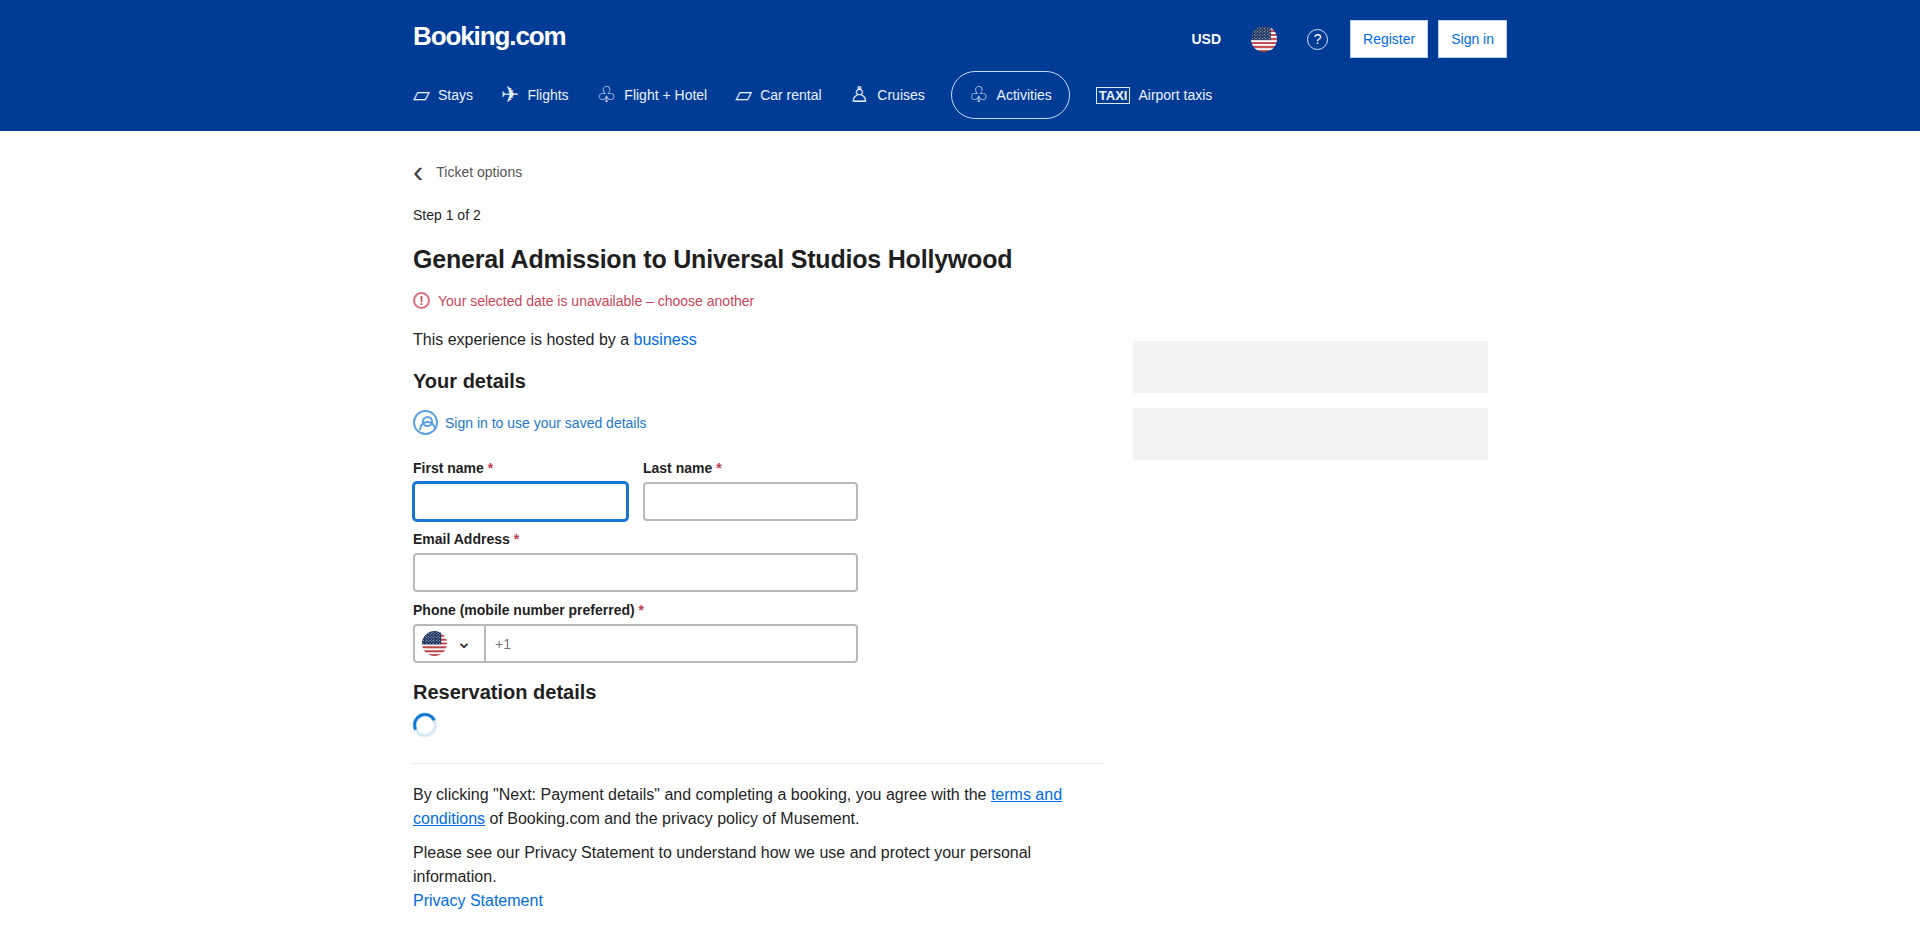 Booking.com
USD
?
Register
Sign in
Stays
Flights
Flight + Hotel
Car rental
Cruises
Activities
TAXI Airport taxis
Ticket options
Step 1 of 2
General Admission to Universal Studios Hollywood
Your selected date is unavailable – choose another
This experience is hosted by a business
Your details
Sign in to use your saved details
First name *
Last name *
Email Address *
Phone (mobile number preferred) *
+1
Reservation details
By clicking "Next: Payment details" and completing a booking, you agree with the terms and
conditions of Booking.com and the privacy policy of Musement.
Please see our Privacy Statement to understand how we use and protect your personal
information.
Privacy Statement